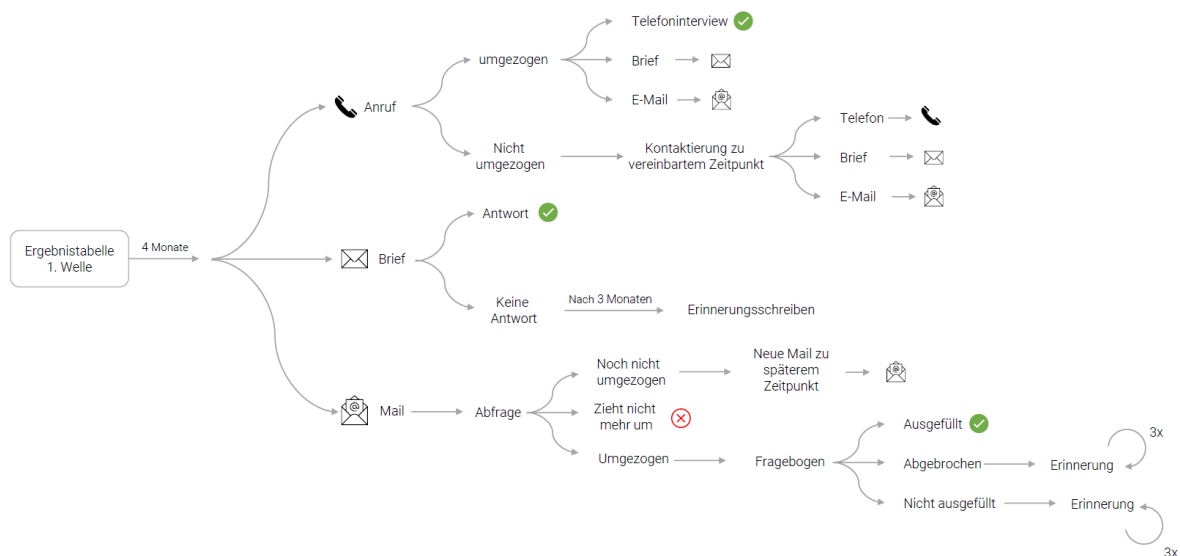 Telefoninterview
umgezogen
Brief
E-Mail
Anruf
Telefon
Nicht
umgezogen
Kontaktierung zu
vereinbartem Zeitpunkt
Brief
E-Mail
Antwort
Ergebnistabelle
1. Welle
4 Monate
Brief
Keine
Antwort
Nach 3 Monaten
Erinnerungsschreiben
Noch nicht
umgezogen
Neue Mail zu
späterem
Zeitpunkt
Mail
Abfrage
Zieht nicht
mehr um
Umgezogen
Fragebogen
Ausgefüllt
Abgebrochen
Erinnerung
3x
Nicht ausgefüllt
Erinnerung
3x